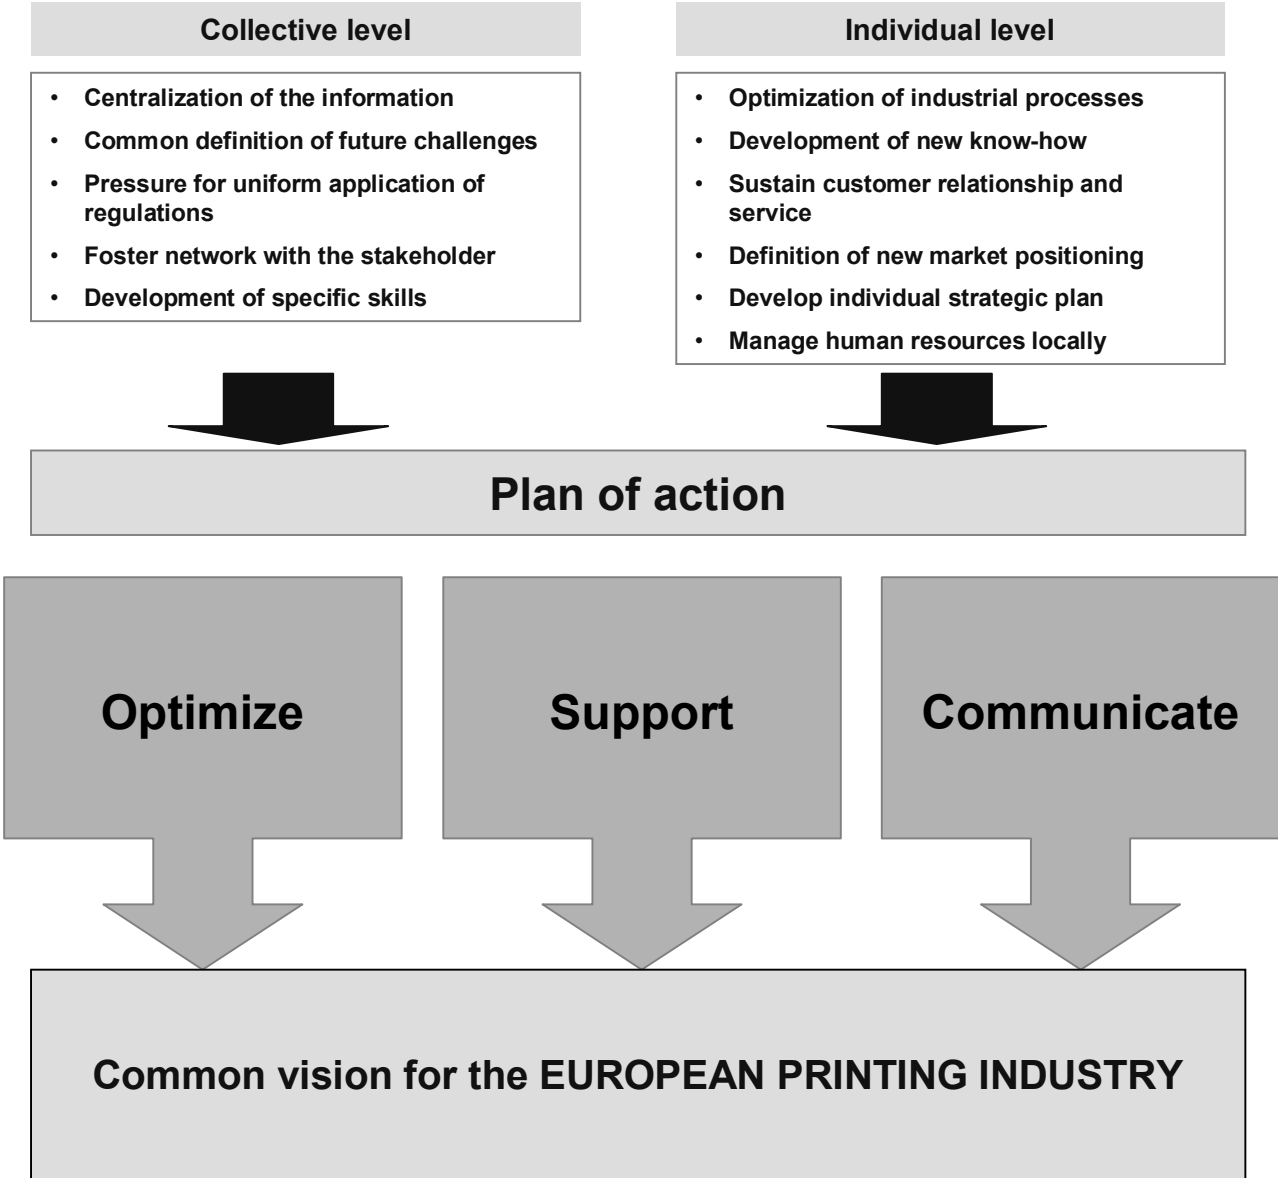 Collective level
• Centralization of the information
• Common definition of future challenges
• Pressure for uniform application of
regulations
• Foster network with the stakeholder
• Development of specific skills
Individual level
• Optimization of industrial processes
• Development of new know-how
• Sustain customer relationship and
service
• Definition of new market positioning
• Develop individual strategic plan
• Manage human resources locally
Plan of action
Optimize
Support
Communicate
Common vision for the EUROPEAN PRINTING INDUSTRY